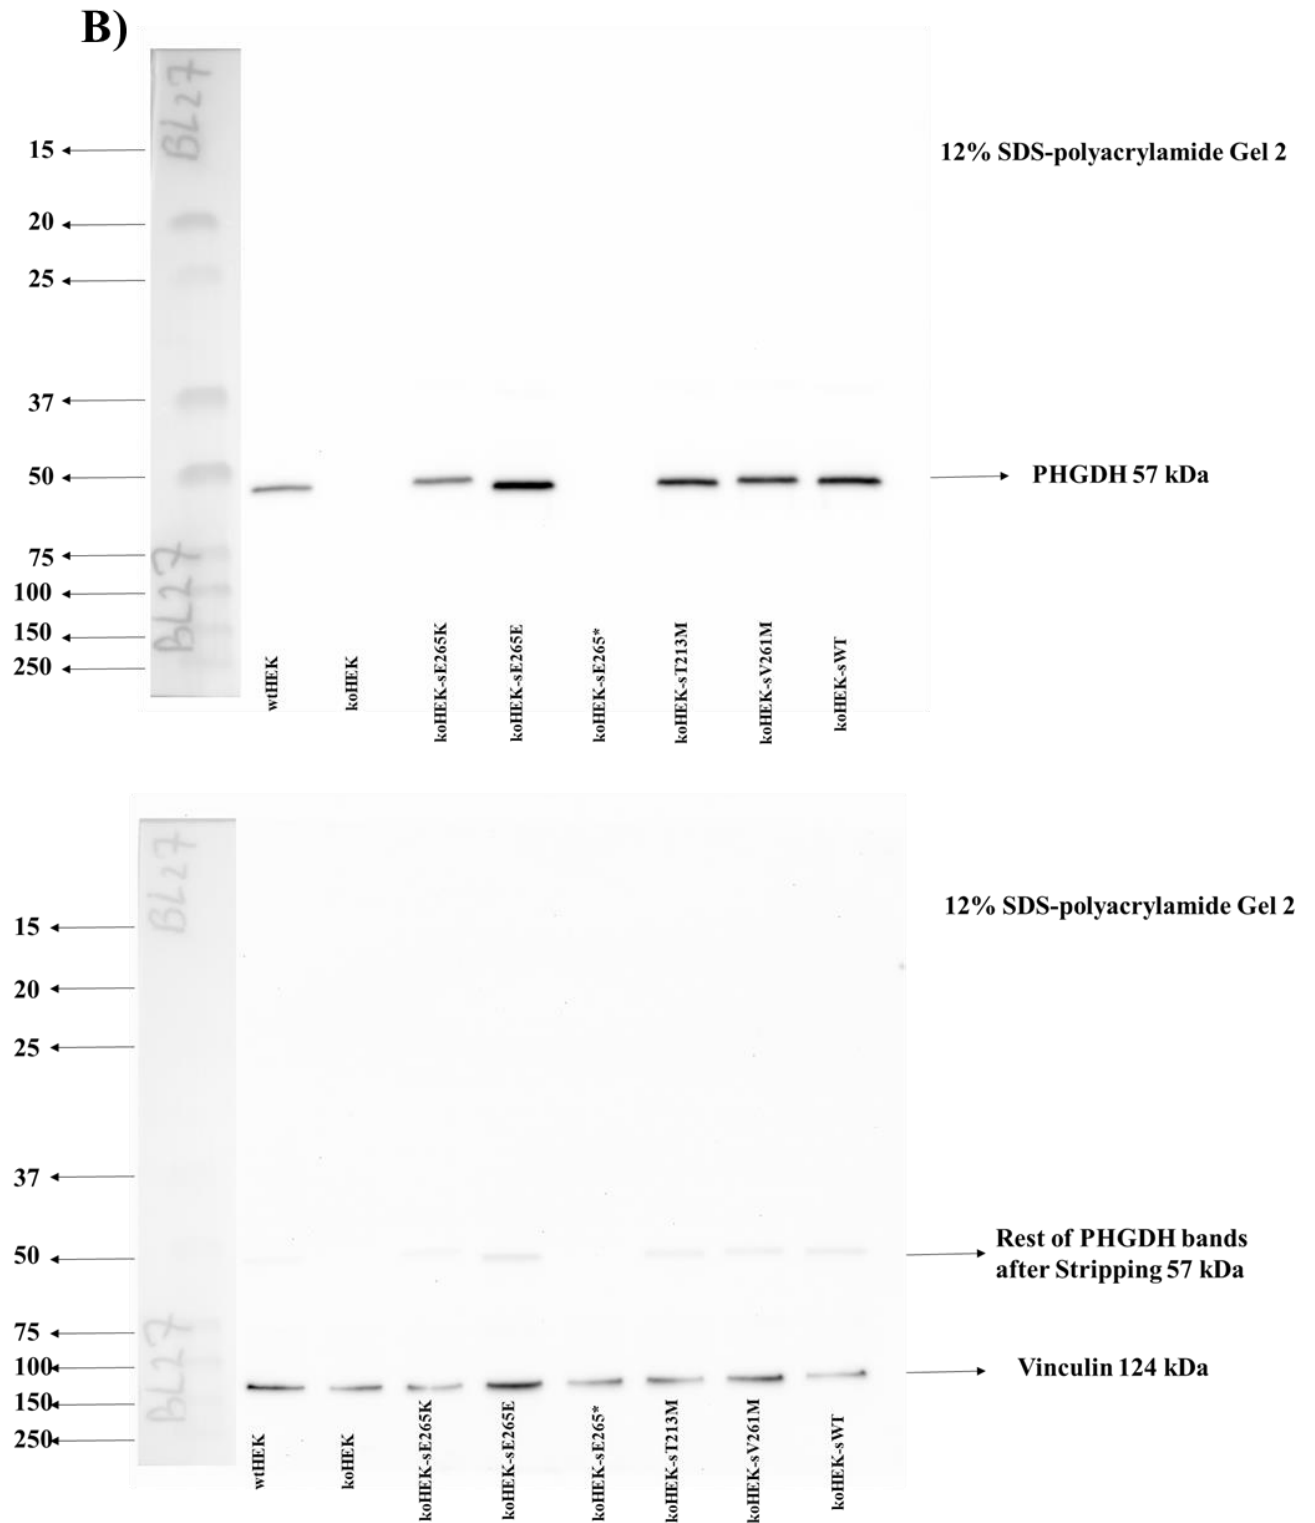 B)
BL27
15
12% SDS-polyacrylamide Gel 2
20
25
37
50
PHGDH 57 kDa
75
100
150
250
BL27
wtHEK
koHEK
koHEK-sE265K
koHEK-sE265E
koHEK-sE265*
koHEK-sT213M
koHEK-sV261M
koHEK-sWT
BL27
15
12% SDS-polyacrylamide Gel 2
20
25
37
50
Rest of PHGDH bands
after Stripping 57 kDa
75
100
Vinculin 124 kDa
150
250
BL27
wtHEK
koHEK
koHEK-sE265K
koHEK-sE265E
koHEK-sE265*
koHEK-sT213M
koHEK-sV261M
koHEK-sWT